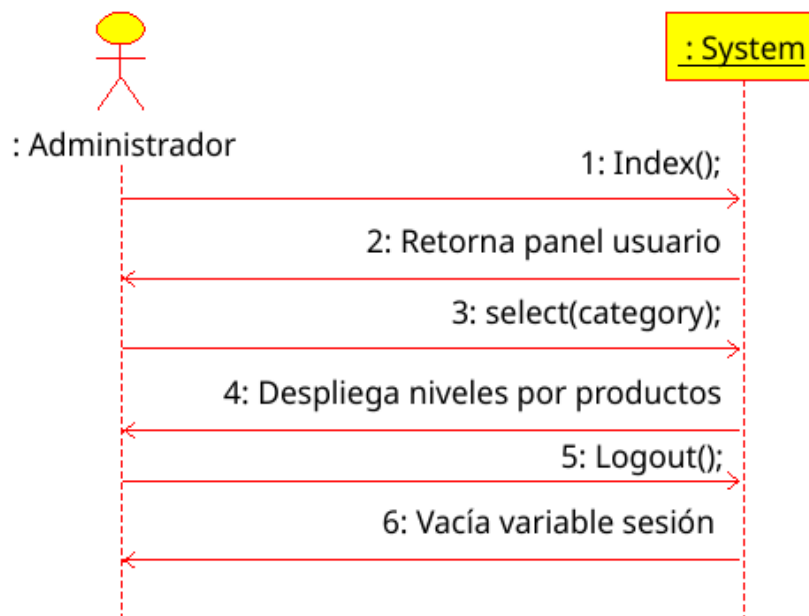 : System
: Administrador
1: Index();
2: Retorna panel usuario
3: select(category);
4: Despliega niveles por productos
5: Logout();
6: Vacía variable sesión